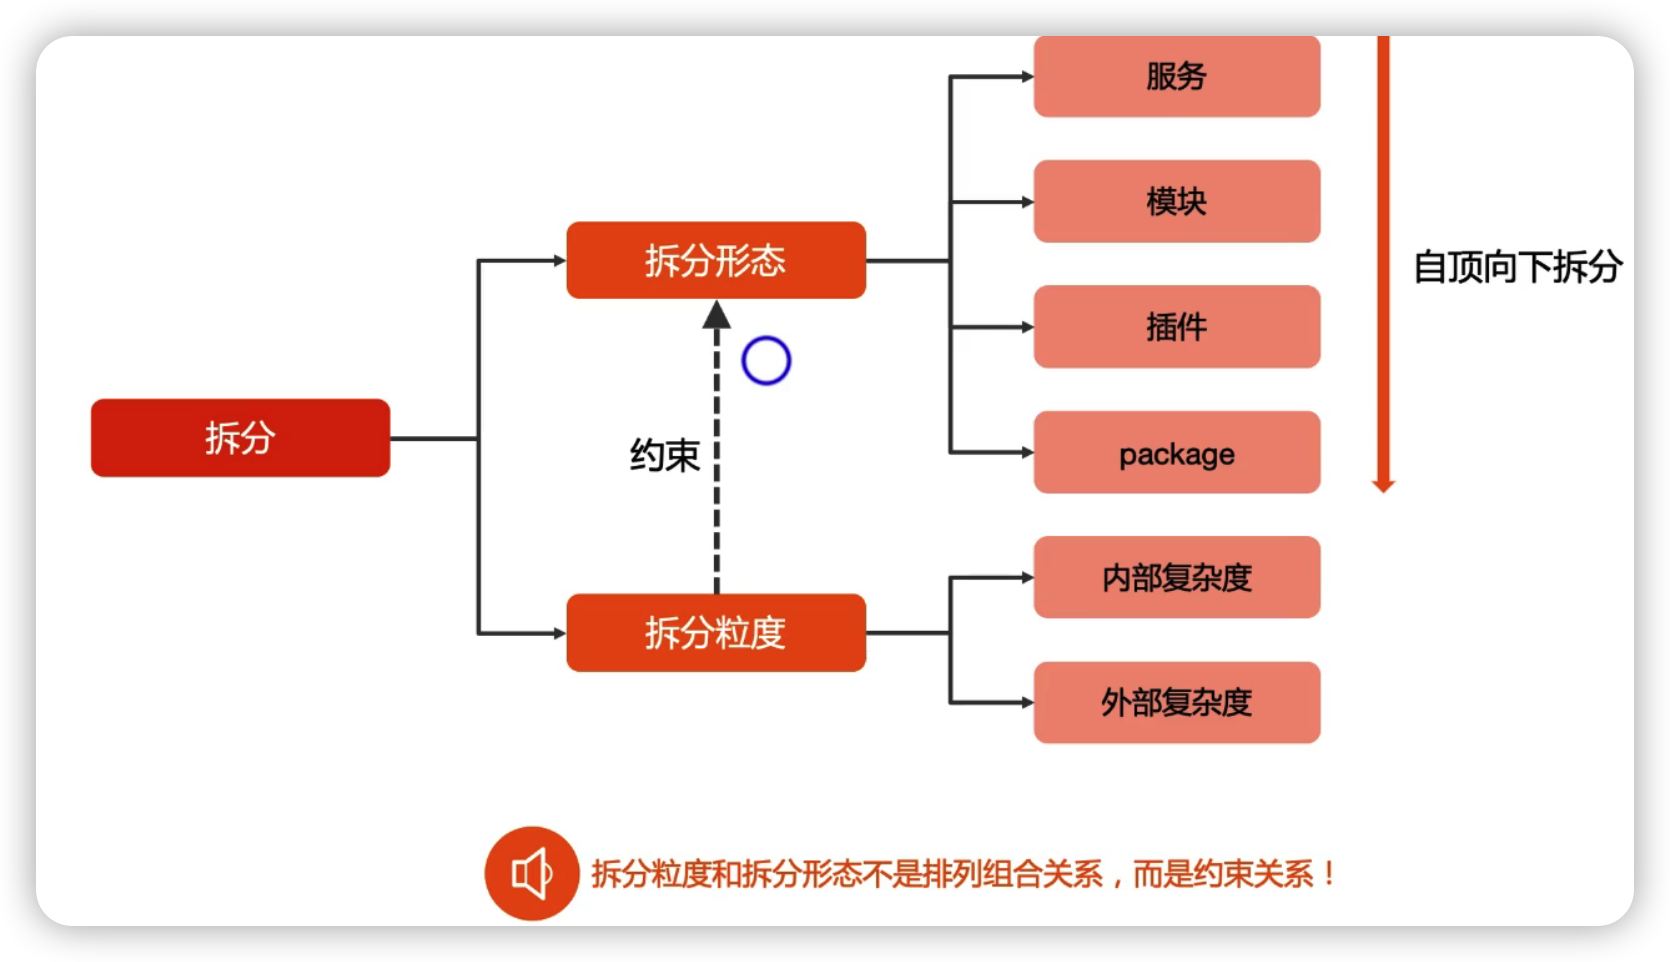 服务
模块
拆分形态
自顶向下拆分
插件
拆分
约束
package
内部复杂度
拆分粒度
外部复杂度
拆分粒度和拆分形态不是排列组合关系，而是约束关系！